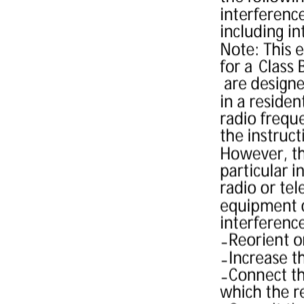 interference
including in
Note: This e
for a Class B
are designe
in a residen
radio freque
the instruct
However, th
particular in
radio or tele
equipment
interference
-Reorient o
-Increase th
-Connect th
which the re